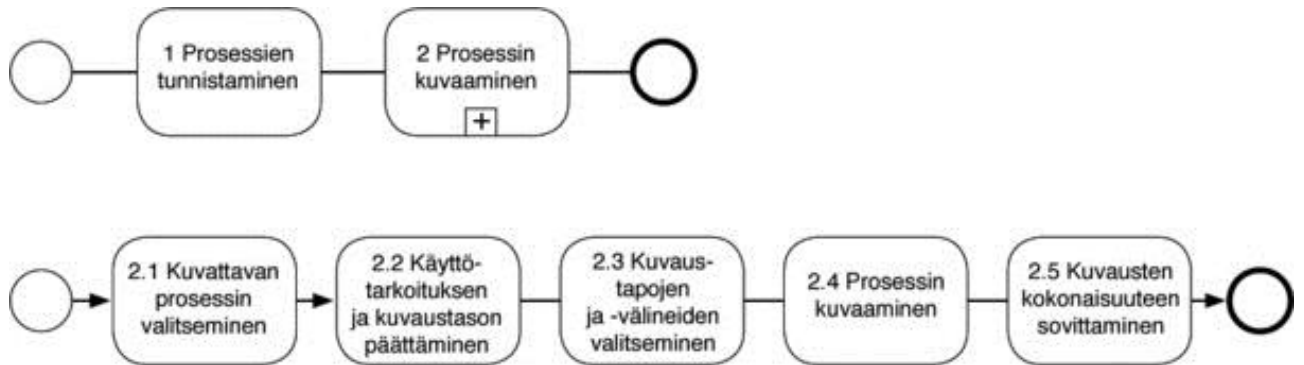 1 Prosessien
tunnistaminen
2 Prosessin
kuvaaminen
+
2.1 Kuvattavan
prosessin
valitseminen
2.2 Käyttö-
tarkoituksen
ja kuvaustason
päättäminen
2.3 Kuvaus-
tapojen
ja -välineiden
valitseminen
2.4 Prosessin
kuvaaminen
2.5 Kuvausten
kokonaisuuteen
sovittaminen